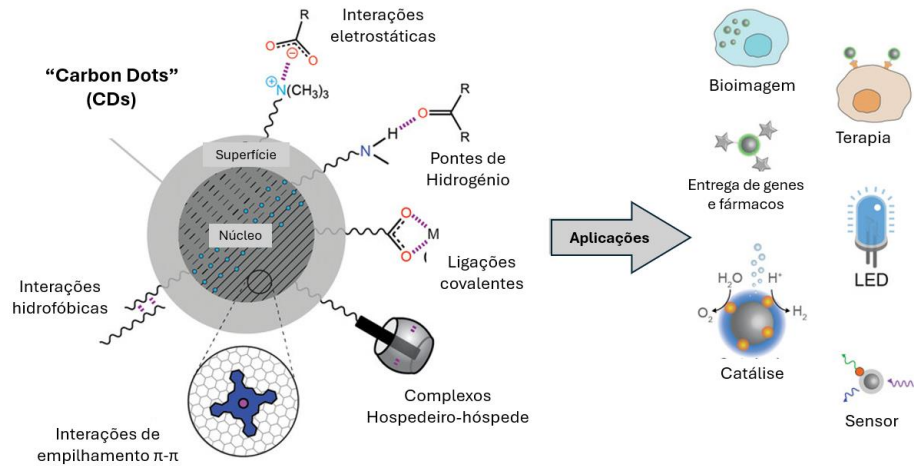 Interações
eletrostáticas
R
O
O
⊖
⊕
N(CH₃)₃
“Carbon Dots”
(CDs)
Superfície
Núcleo
H
N
O
R
R
Pontes de
Hidrogénio
O
O
M
Ligações
covalentes
Interações
hidrofóbicas
Complexos
Hospedeiro-hóspede
Interações de
empilhamento π-π
Aplicações
Bioimagem
Terapia
Entrega de genes
e fármacos
LED
H₂O
H⁺
O₂
H₂
Catálise
Sensor